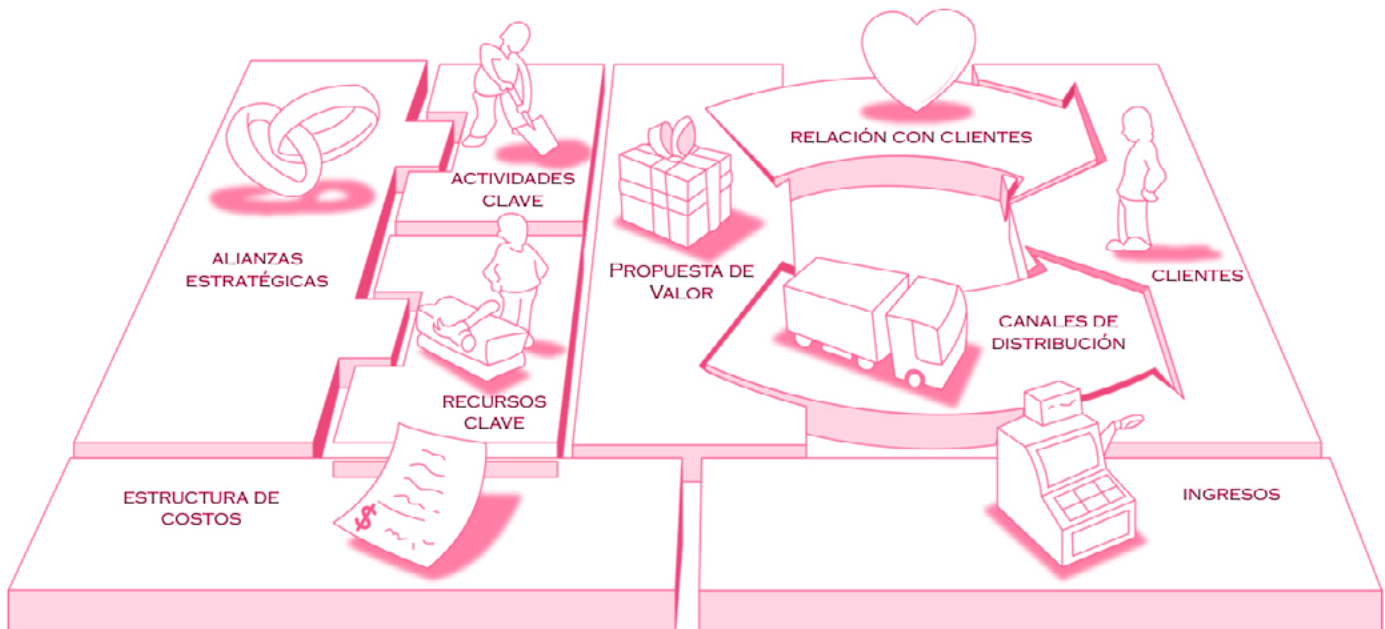 RELACIÓN CON CLIENTES
ACTIVIDADES
CLAVE
ALIANZAS
ESTRATÉGICAS
PROPUESTA DE
VALOR
CLIENTES
CANALES DE
DISTRIBUCIÓN
RECURSOS
CLAVE
ESTRUCTURA DE
COSTOS
$
INGRESOS